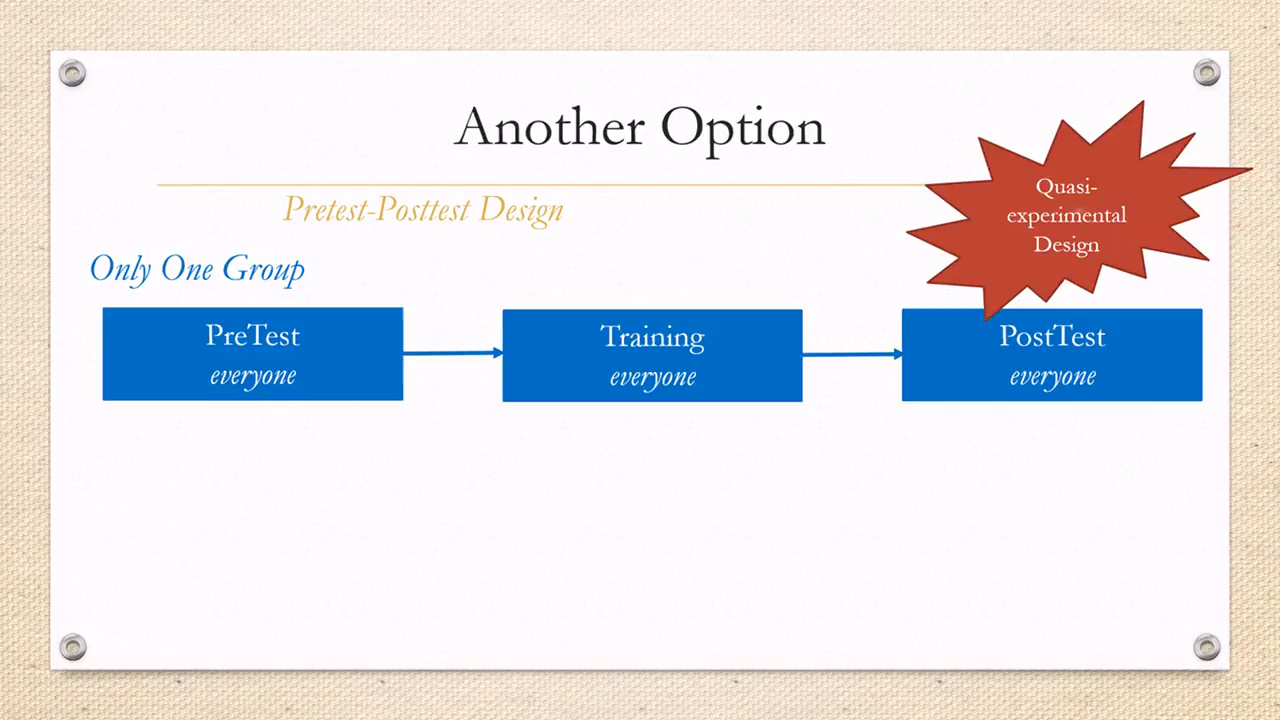 Another Option
Pretest-Posttest Design
Quasi-
experimental
Design
Only One Group
PreTest
everyone
Training
everyone
PostTest
everyone